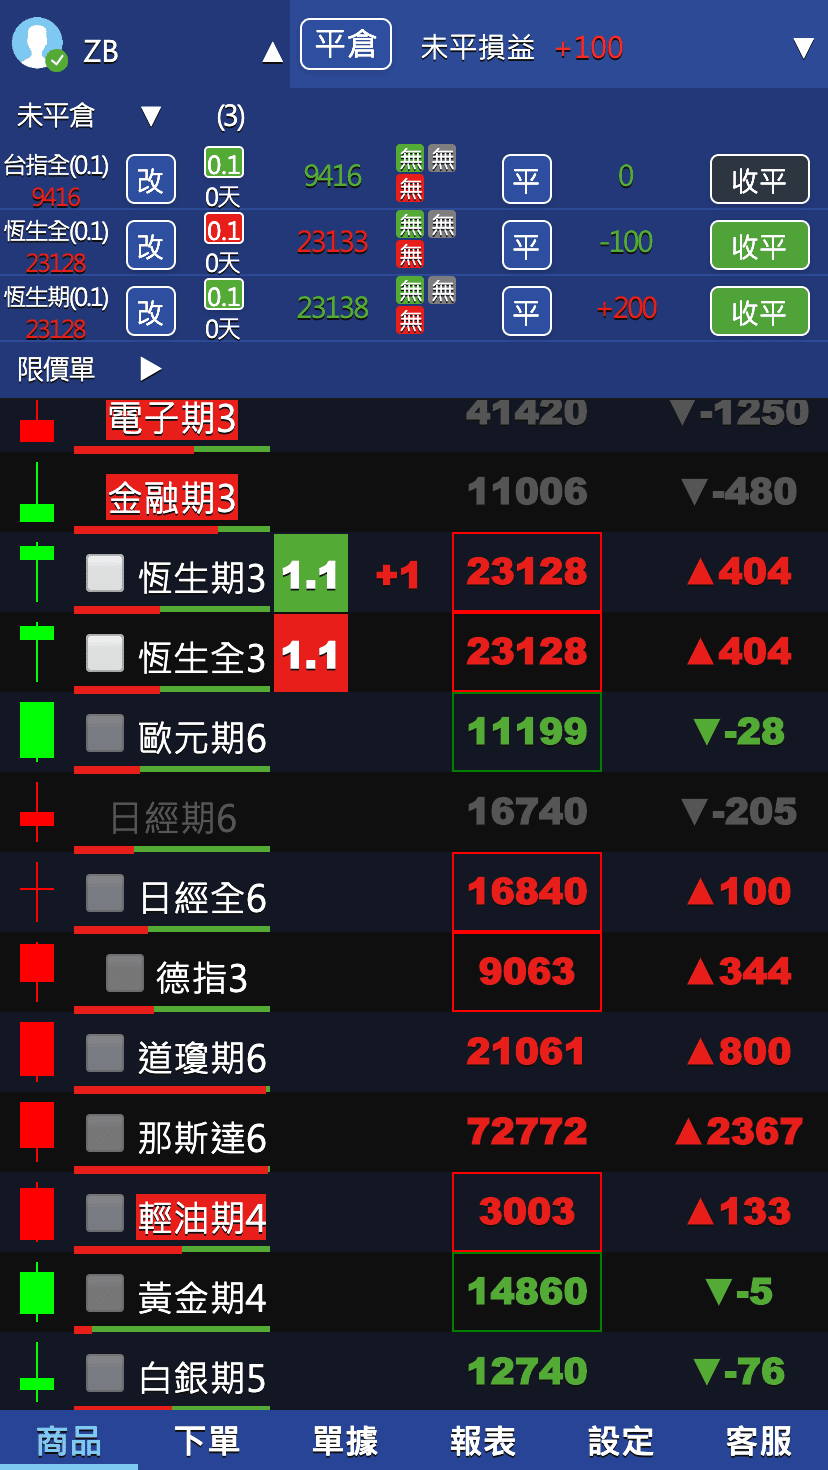 ZB ▲ 平倉 未平損益 +100 ▼
未平倉 ▼ (3)
台指全(0.1) 改 0.1 9416 無 無 平 0 收平
9416 0天 無
恆生全(0.1) 改 0.1 23133 無 無 平 -100 收平
23128 0天 無
恆生期(0.1) 改 0.1 23138 無 無 平 +200 收平
23128 0天 無
限價單 ▶
電子期3 41420 ▼-1250
金融期3 11006 ▼-480
恆生期3 1.1 +1 23128 ▲404
恆生全3 1.1 23128 ▲404
歐元期6 11199 ▼-28
日經期6 16740 ▼-205
日經全6 16840 ▲100
德指3 9063 ▲344
道瓊期6 21061 ▲800
那斯達6 72772 ▲2367
輕油期4 3003 ▲133
黃金期4 14860 ▼-5
白銀期5 12740 ▼-76
商品 下單 單據 報表 設定 客服